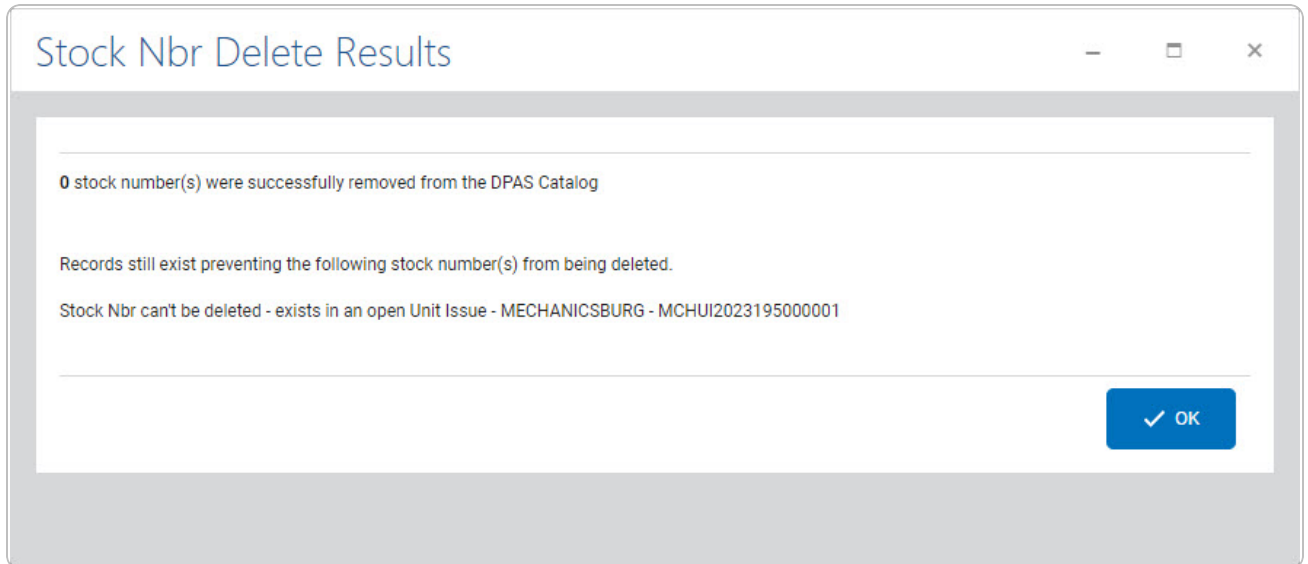 Stock Nbr Delete Results
0 stock number(s) were successfully removed from the DPAS Catalog
Records still exist preventing the following stock number(s) from being deleted.
Stock Nbr can't be deleted - exists in an open Unit Issue - MECHANICSBURG - MCHUI2023195000001
OK